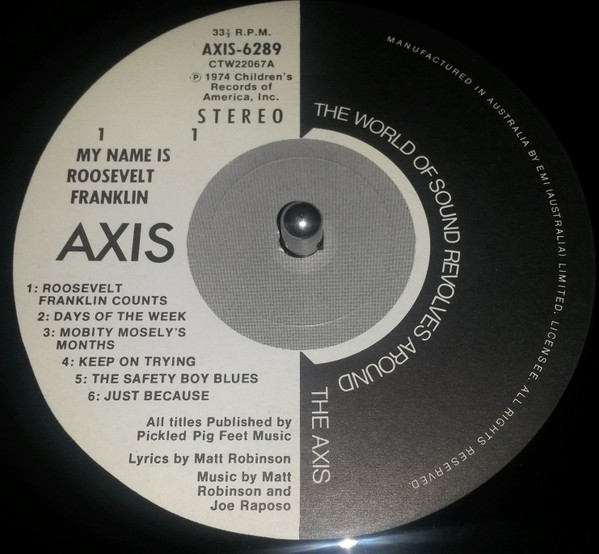 33⅓ R.P.M.
AXIS-6289
CTW22067A
Ⓟ 1974 Children's
Records of
America, Inc.
STEREO
1 1
MY NAME IS
ROOSEVELT
FRANKLIN
AXIS
1: ROOSEVELT
FRANKLIN COUNTS
2: DAYS OF THE WEEK
3: MOBITY MOSELY'S
MONTHS
4: KEEP ON TRYING
5: THE SAFETY BOY BLUES
6: JUST BECAUSE
All titles Published by
Pickled Pig Feet Music
Lyrics by Matt Robinson
Music by Matt
Robinson and
Joe Raposo
THE WORLD OF SOUND REVOLVES AROUND
THE AXIS
MANUFACTURED IN AUSTRALIA BY EMI (AUSTRALIA) LIMITED. LICENSEE. ALL RIGHTS RESERVED.